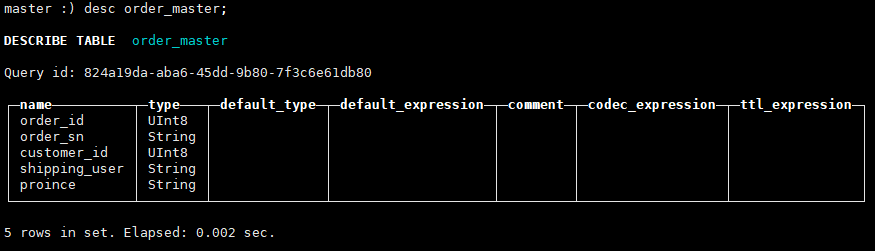 master :) desc order_master;
DESCRIBE TABLE order_master
Query id: 824a19da-aba6-45dd-9b80-7f3c6e61db80
name type default_type default_expression comment codec_expression ttl_expression
order_id UInt8
order_sn String
customer_id UInt8
shipping_user String
proince String
5 rows in set. Elapsed: 0.002 sec.